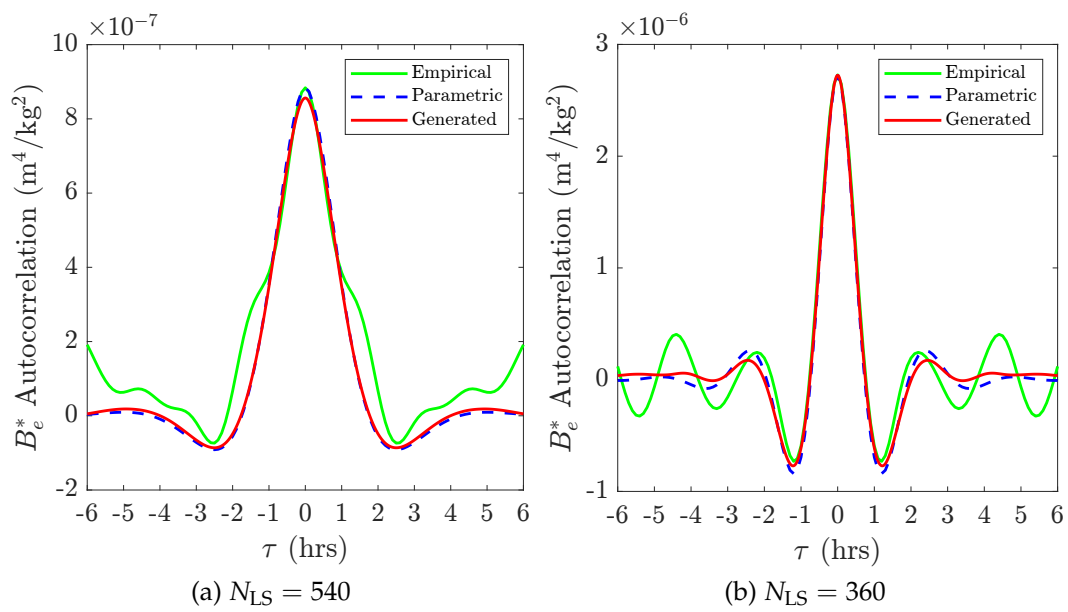 ×10⁻⁷
10
8
6
4
2
0
-2
-6 -5 -4 -3 -2 -1 0 1 2 3 4 5 6
B*ₑ Autocorrelation (m⁴/kg²)
τ (hrs)
Empirical
Parametric
Generated
(a) N_LS = 540
×10⁻⁶
3
2
1
0
-1
-6 -5 -4 -3 -2 -1 0 1 2 3 4 5 6
B*ₑ Autocorrelation (m⁴/kg²)
τ (hrs)
Empirical
Parametric
Generated
(b) N_LS = 360